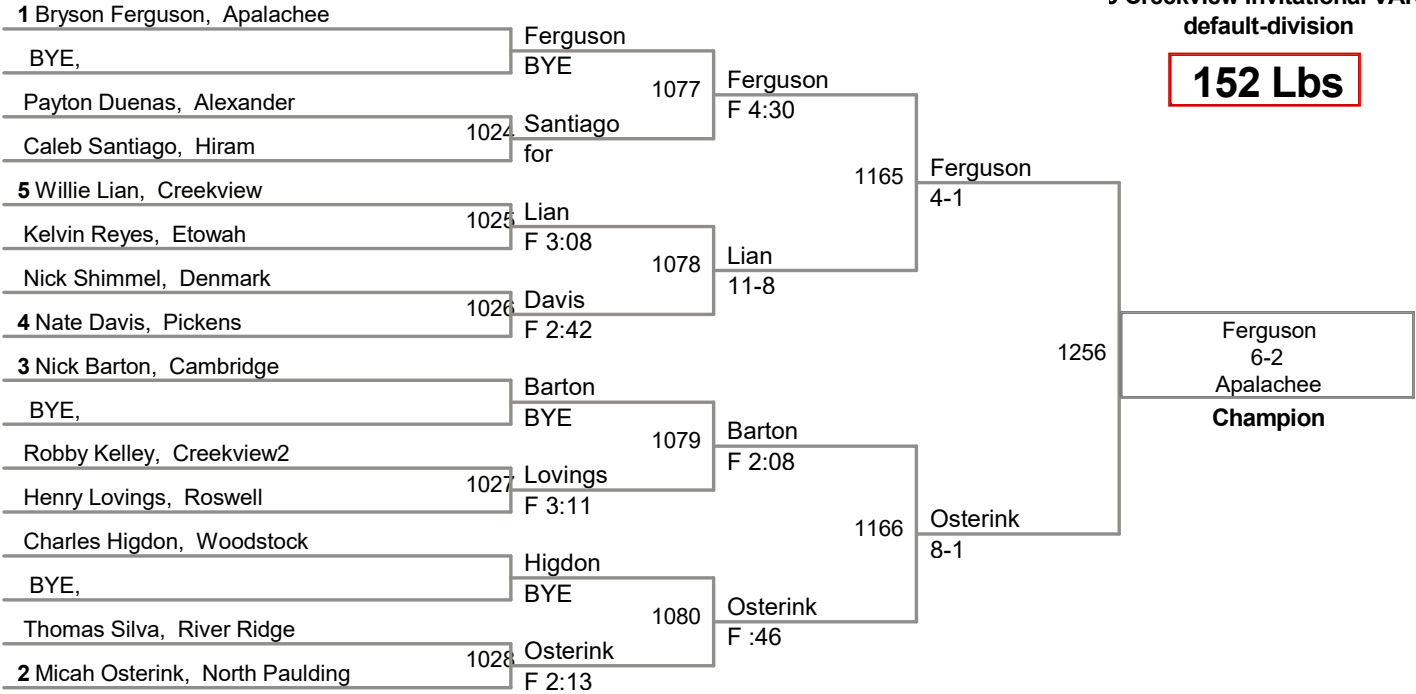 1 Bryson Ferguson, Apalachee
BYE,
Payton Duenas, Alexander
Caleb Santiago, Hiram
5 Willie Lian, Creekview
Kelvin Reyes, Etowah
Nick Shimmel, Denmark
4 Nate Davis, Pickens
3 Nick Barton, Cambridge
BYE,
Robby Kelley, Creekview2
Henry Lovings, Roswell
Charles Higdon, Woodstock
BYE,
Thomas Silva, River Ridge
2 Micah Osterink, North Paulding
1024
1025
1026
1027
1028
Ferguson
BYE
Santiago
for
Lian
F 3:08
Davis
F 2:42
Barton
BYE
Lovings
F 3:11
Higdon
BYE
Osterink
F 2:13
1077
1078
1079
1080
Ferguson
F 4:30
Lian
11-8
Barton
F 2:08
Osterink
F :46
1165
1166
Ferguson
4-1
Osterink
8-1
1256
Ferguson
6-2
Apalachee
Champion
Creekview Invitational
default-division
152 Lbs